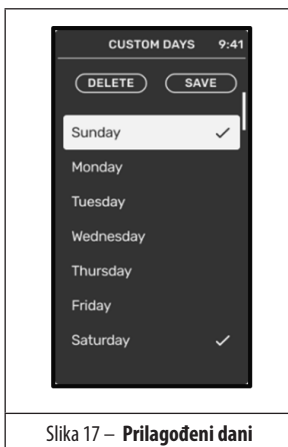 CUSTOM DAYS 9:41
DELETE SAVE
Sunday
Monday
Tuesday
Wednesday
Thursday
Friday
Saturday
Slika 17 – Prilagođeni dani